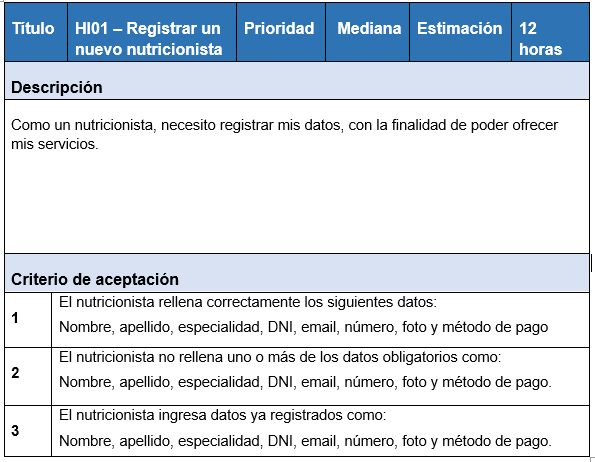 Título HI01 – Registrar un nuevo nutricionista Prioridad Mediana Estimación 12 horas
Descripción
Como un nutricionista, necesito registrar mis datos, con la finalidad de poder ofrecer
mis servicios.
Criterio de aceptación
1
El nutricionista rellena correctamente los siguientes datos:
Nombre, apellido, especialidad, DNI, email, número, foto y método de pago
2
El nutricionista no rellena uno o más de los datos obligatorios como:
Nombre, apellido, especialidad, DNI, email, número, foto y método de pago.
3
El nutricionista ingresa datos ya registrados como:
Nombre, apellido, especialidad, DNI, email, número, foto y método de pago.